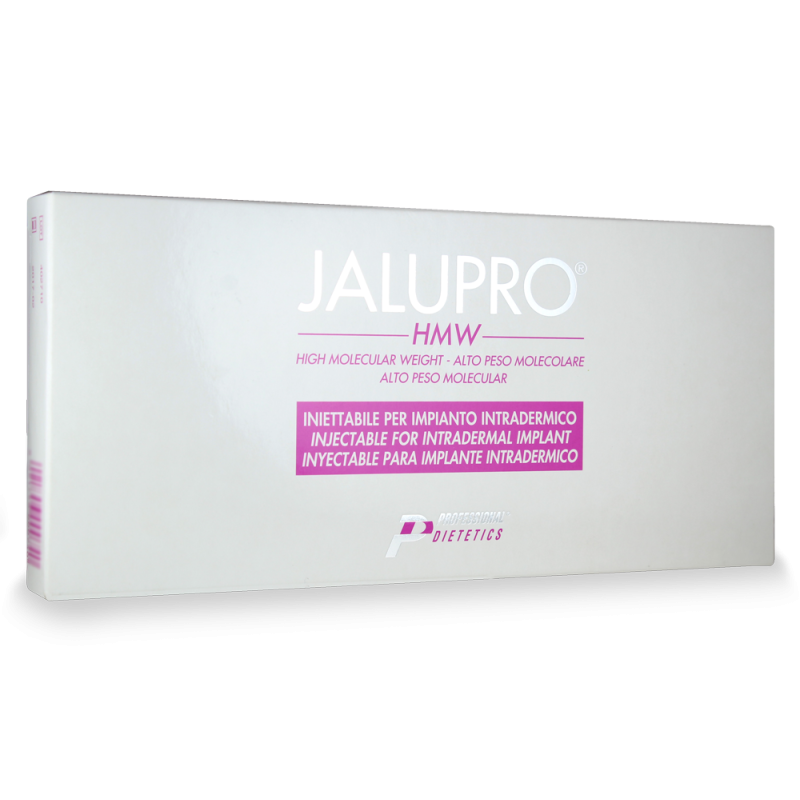 JALUPRO®
HMW
HIGH MOLECULAR WEIGHT - ALTO PESO MOLECOLARE
ALTO PESO MOLECULAR
INIETTABILE PER IMPIANTO INTRADERMICO
INJECTABLE FOR INTRADERMAL IMPLANT
INYECTABLE PARA IMPLANTE INTRADERMICO
PROFESSIONAL
DIETETICS